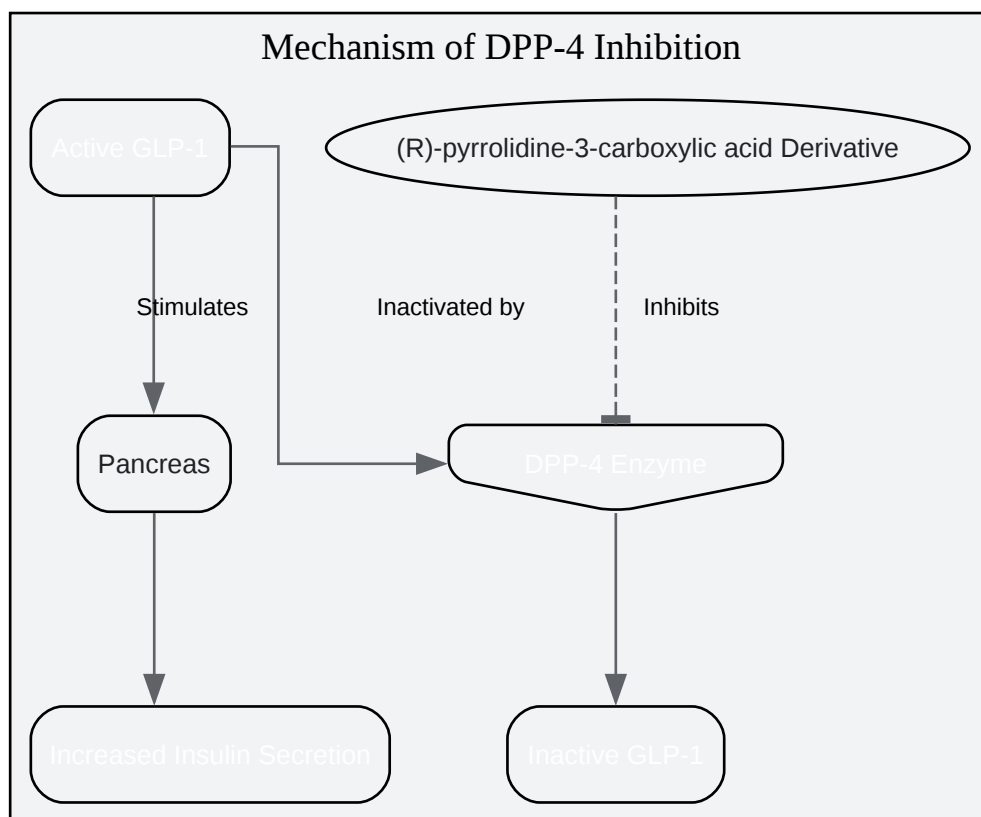 Mechanism of DPP-4 Inhibition
Active GLP-1
(R)-pyrrolidine-3-carboxylic acid Derivative
Stimulates
Inactivated by
Inhibits
Pancreas
DPP-4 Enzyme
Increased Insulin Secretion
Inactive GLP-1